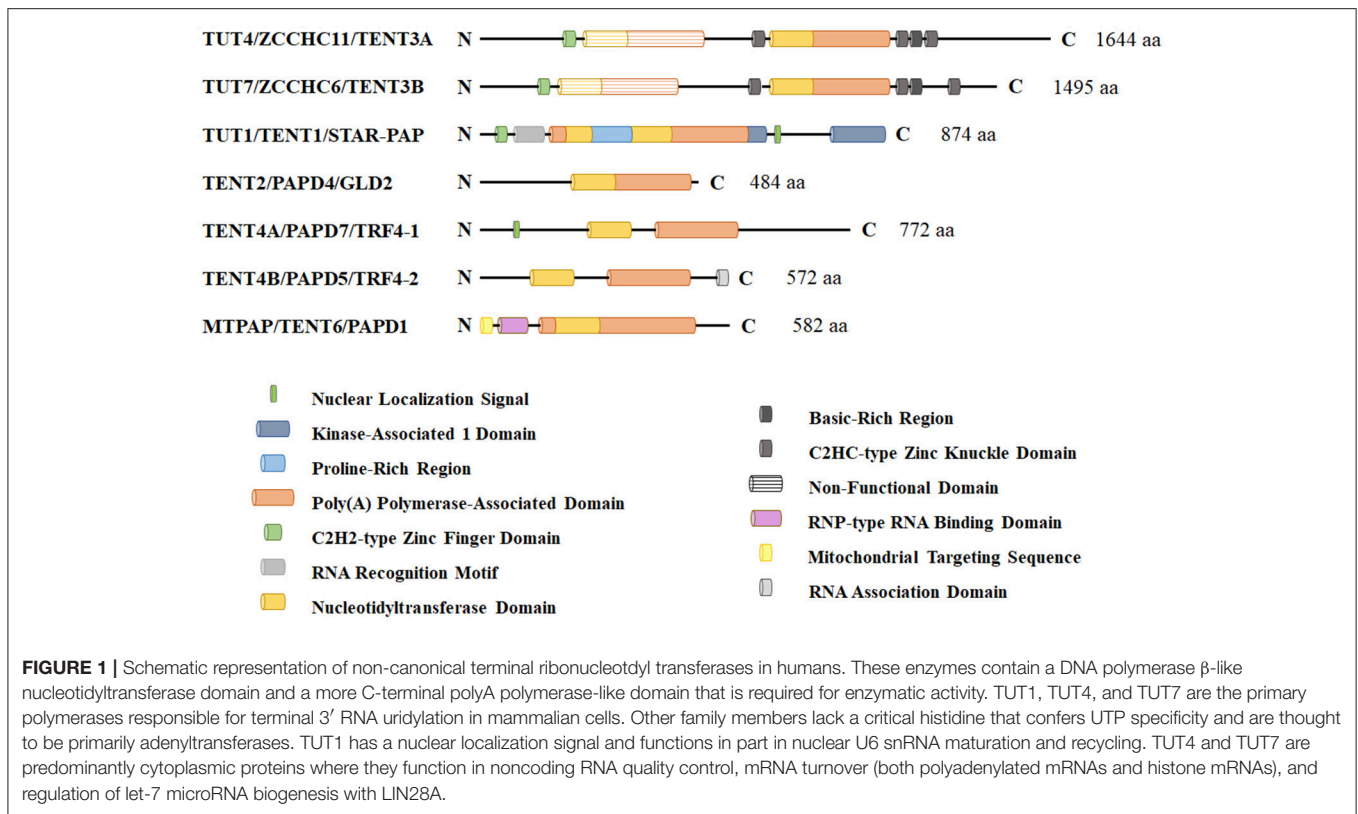 TUT4/ZCCHC11/TENT3A N C 1644 aa
TUT7/ZCCHC6/TENT3B N C 1495 aa
TUT1/TENT1/STAR-PAP N C 874 aa
TENT2/PAPD4/GLD2 N C 484 aa
TENT4A/PAPD7/TRF4-1 N C 772 aa
TENT4B/PAPD5/TRF4-2 N C 572 aa
MTPAP/TENT6/PAPD1 N C 582 aa
Nuclear Localization Signal
Kinase-Associated 1 Domain
Proline-Rich Region
Poly(A) Polymerase-Associated Domain
C2H2-type Zinc Finger Domain
RNA Recognition Motif
Nucleotidyltransferase Domain
Basic-Rich Region
C2HC-type Zinc Knuckle Domain
Non-Functional Domain
RNP-type RNA Binding Domain
Mitochondrial Targeting Sequence
RNA Association Domain
FIGURE 1 | Schematic representation of non-canonical terminal ribonucleotdyl transferases in humans. These enzymes contain a DNA polymerase β-like
nucleotidyltransferase domain and a more C-terminal polyA polymerase-like domain that is required for enzymatic activity. TUT1, TUT4, and TUT7 are the primary
polymerases responsible for terminal 3′ RNA uridylation in mammalian cells. Other family members lack a critical histidine that confers UTP specificity and are thought
to be primarily adenyltransferases. TUT1 has a nuclear localization signal and functions in part in nuclear U6 snRNA maturation and recycling. TUT4 and TUT7 are
predominantly cytoplasmic proteins where they function in noncoding RNA quality control, mRNA turnover (both polyadenylated mRNAs and histone mRNAs), and
regulation of let-7 microRNA biogenesis with LIN28A.